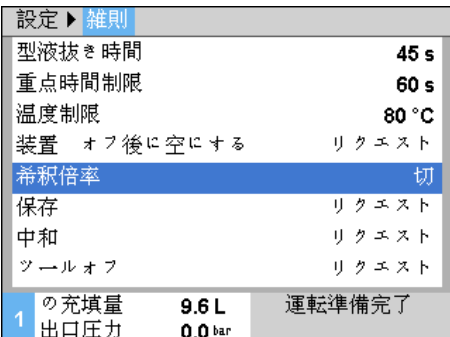 設定 ▶ 雑則
型液抜き時間 45 s
重点時間制限 60 s
温度制限 80 °C
装置 オフ後に空にする リクエスト
希釈倍率 切
保存 リクエスト
中和 リクエスト
ツールオフ リクエスト
1 の充填量 9.6 L 運転準備完了
出口圧力 0.0 bar